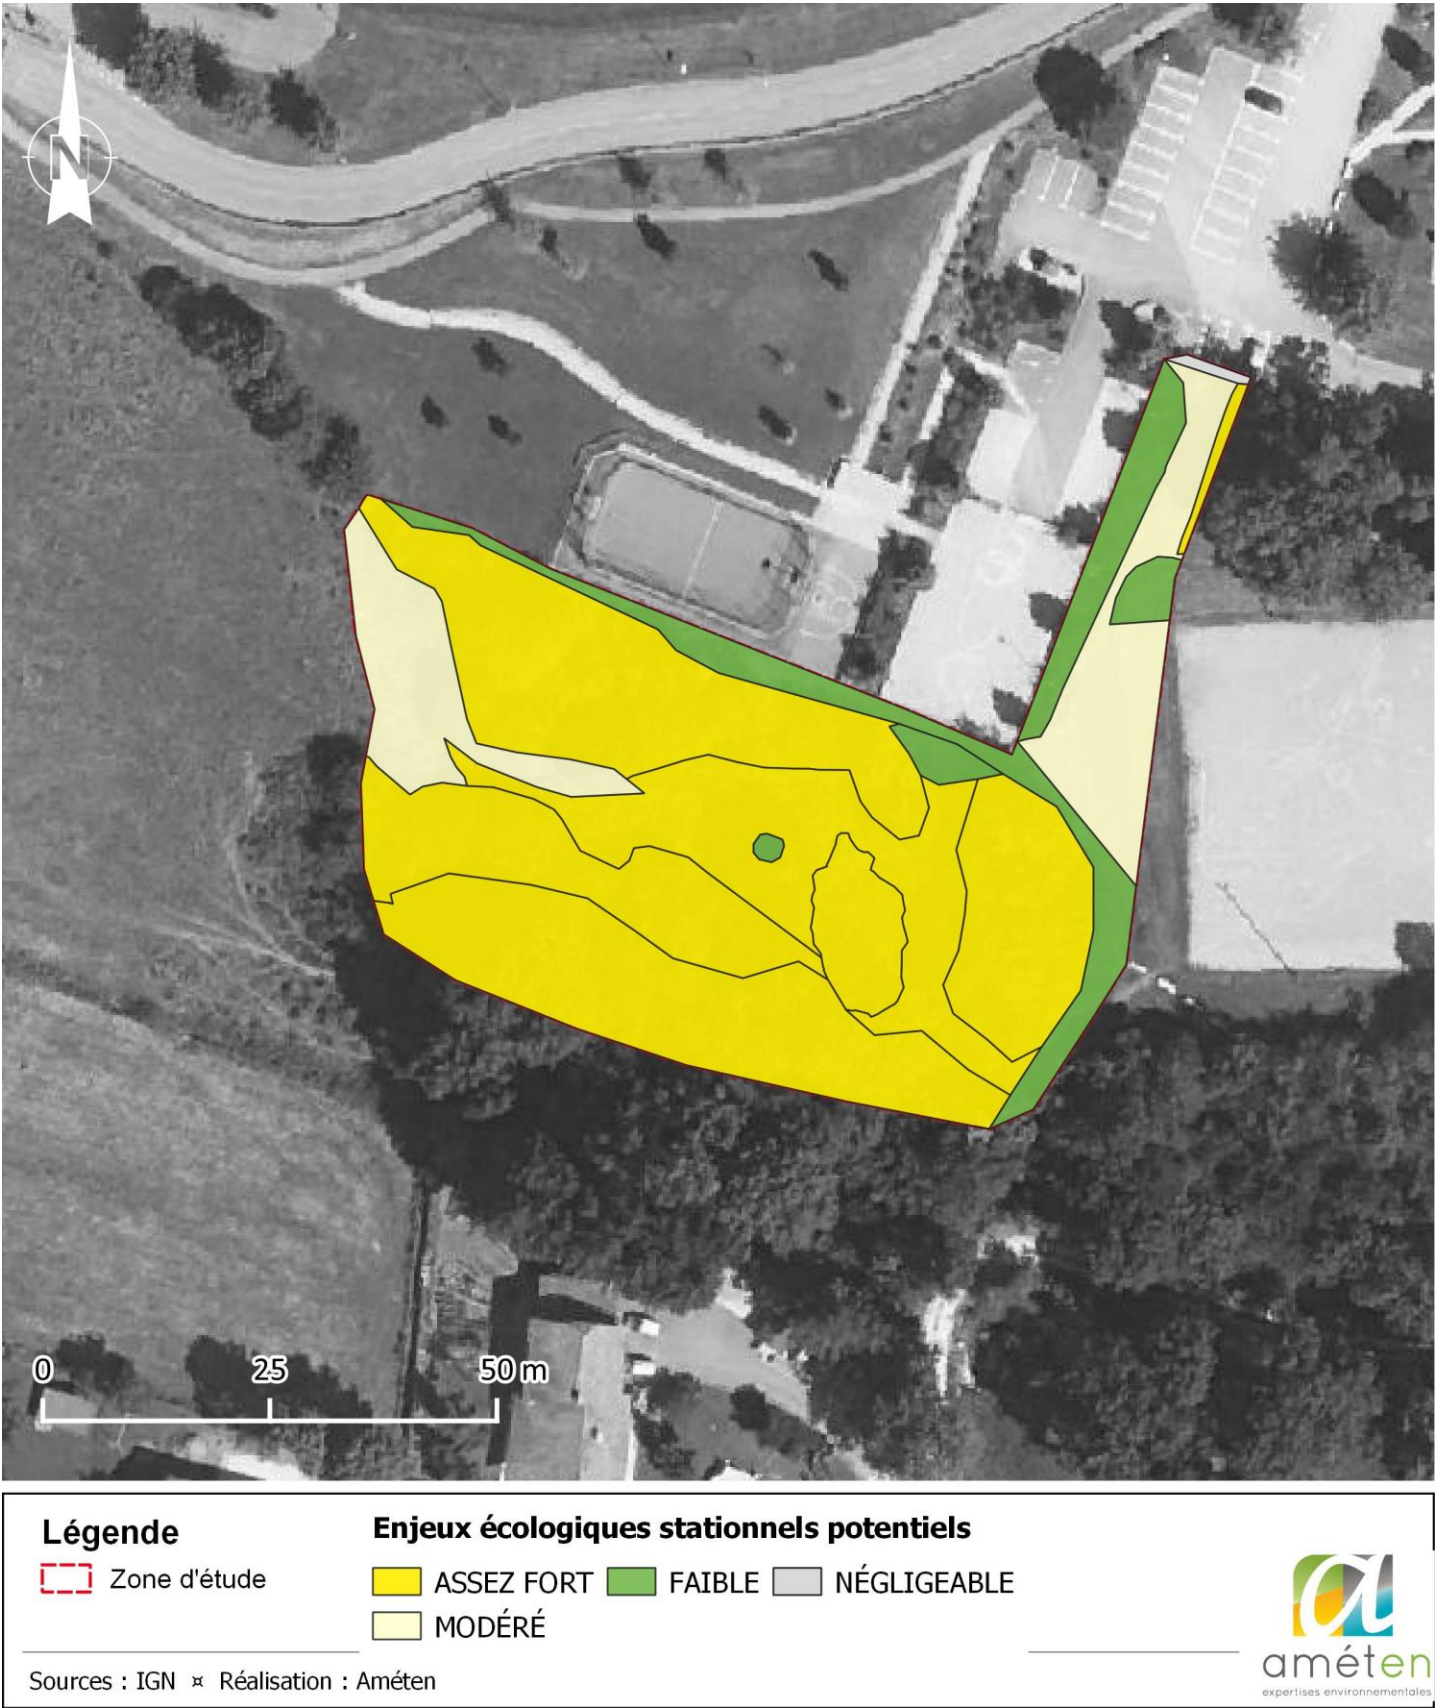 N
0 25 50 m
Légende
Zone d'étude
Enjeux écologiques stationnels potentiels
ASSEZ FORT FAIBLE NÉGLIGEABLE
MODÉRÉ
Sources : IGN ¤ Réalisation : Améten
améten
expertises environnementales